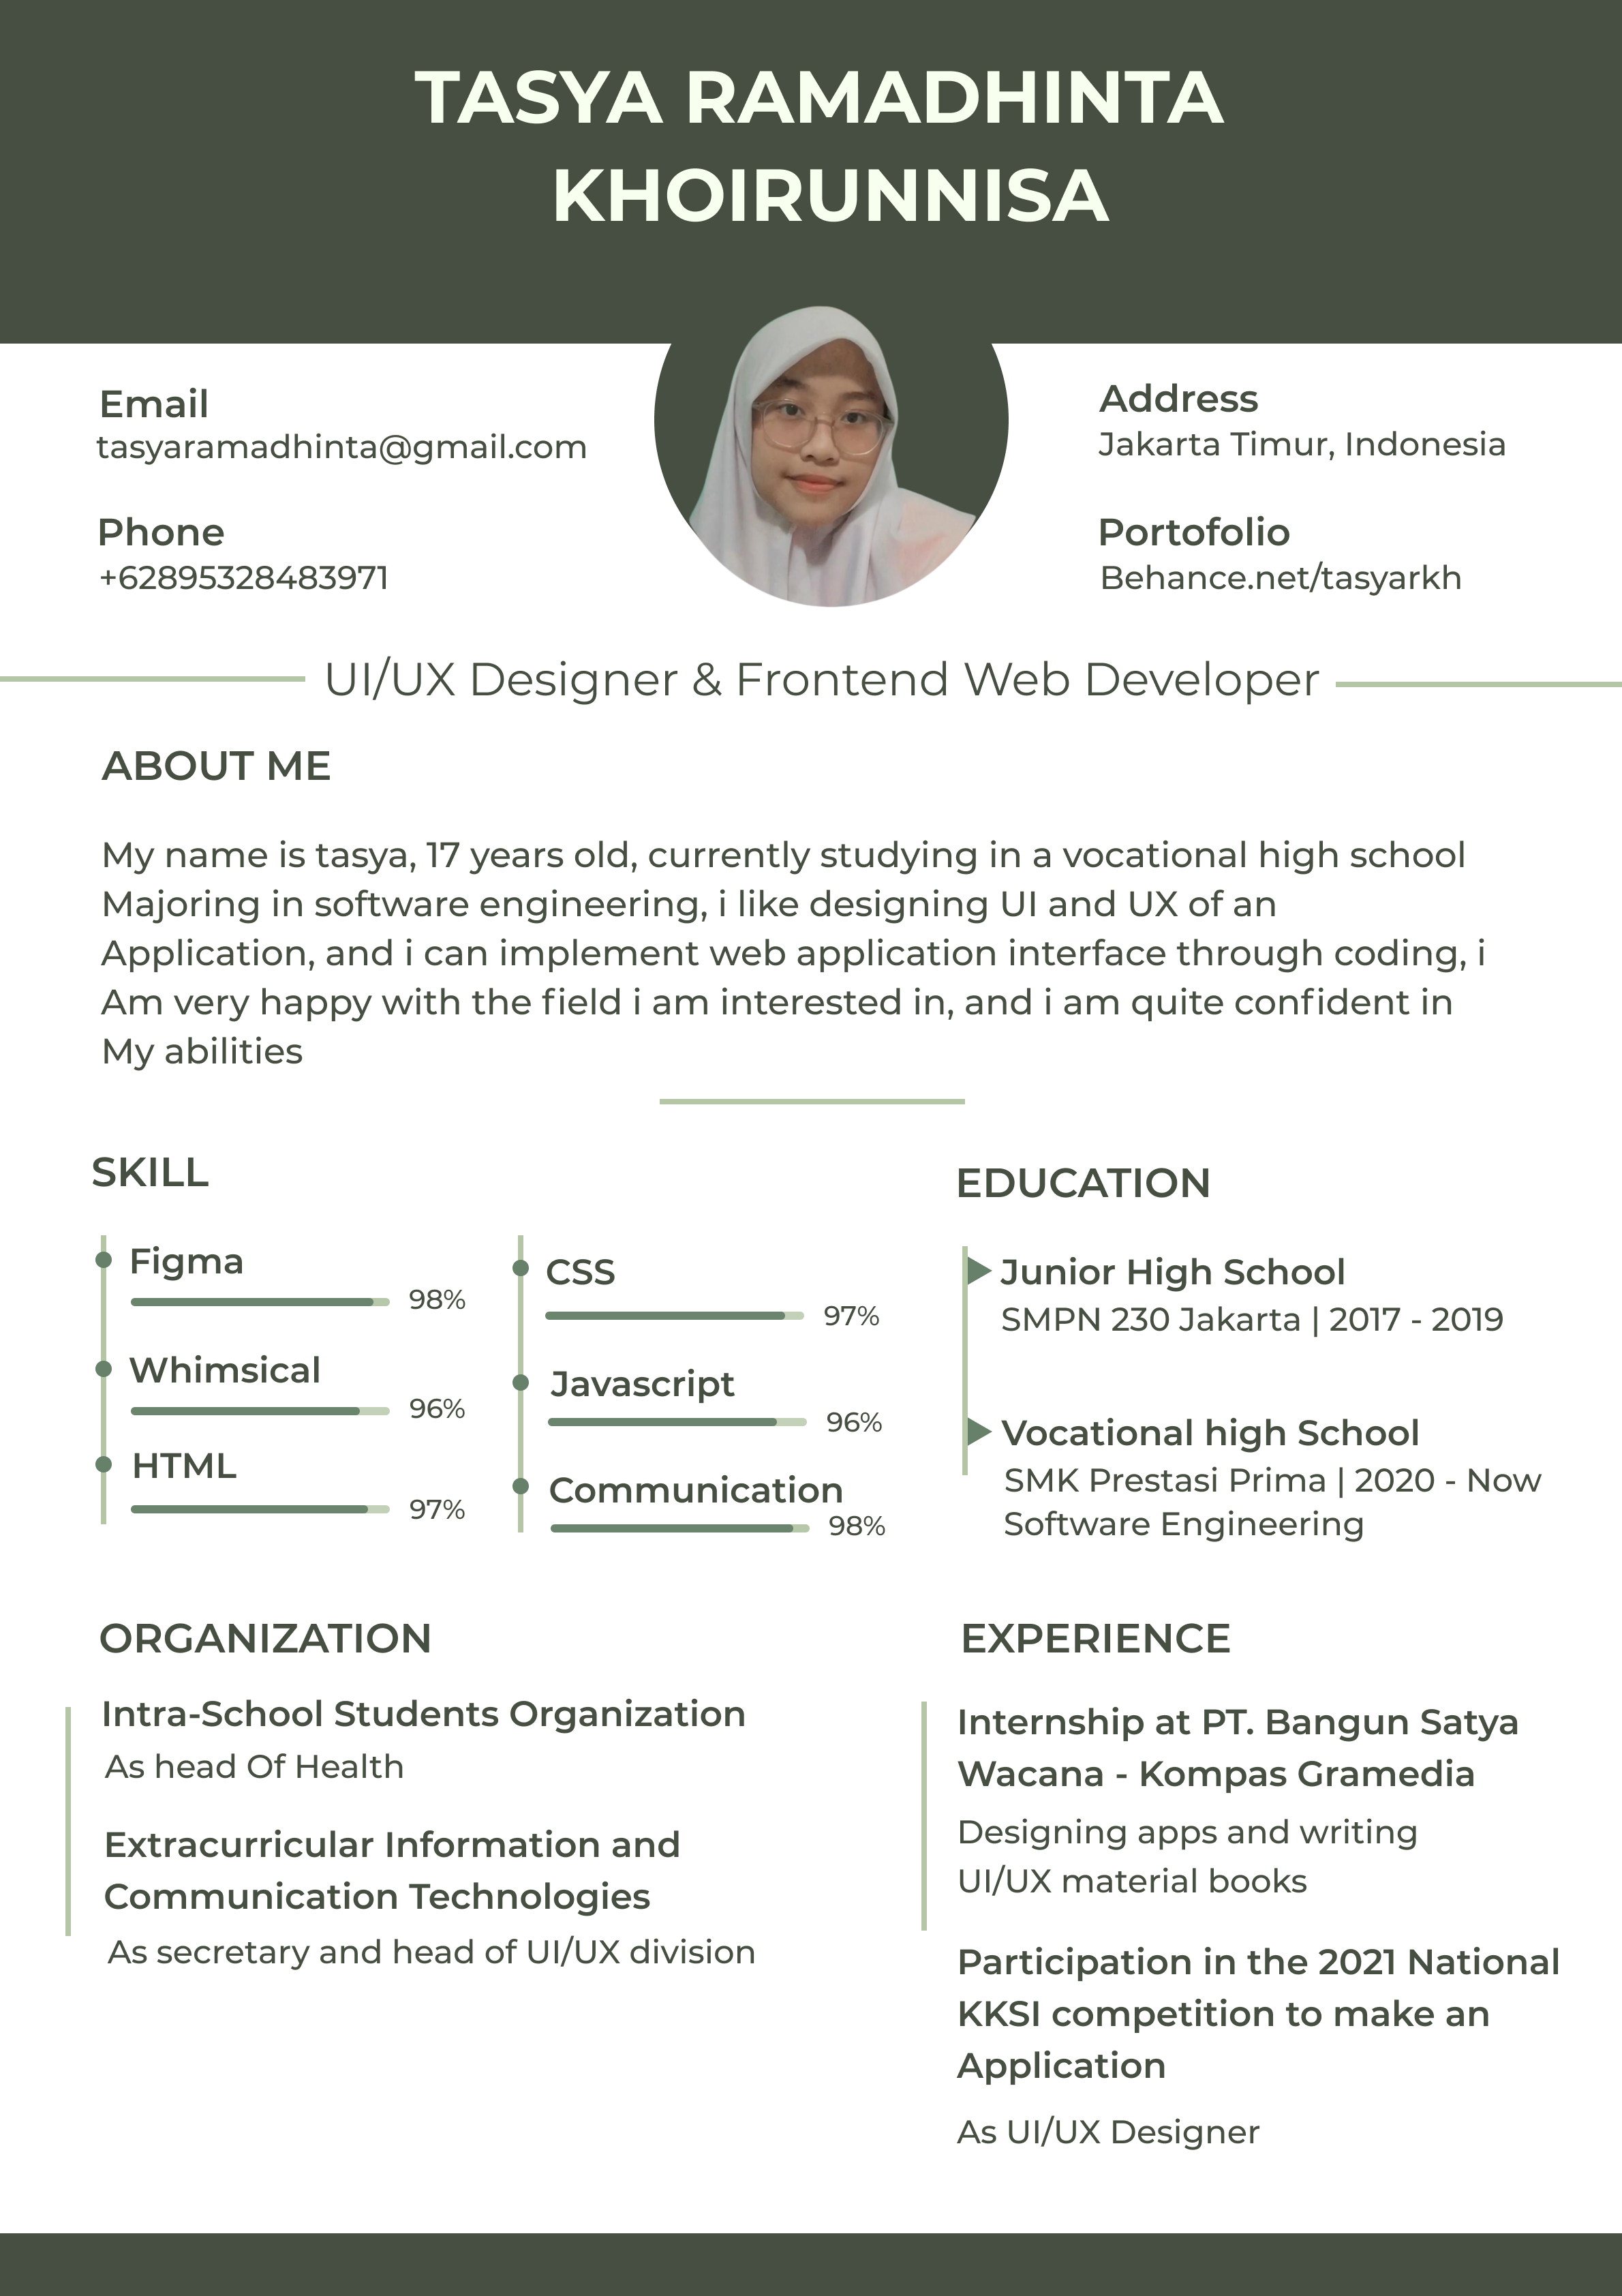 TASYA RAMADHINTA
KHOIRUNNISA
Email
tasyaramadhinta@gmail.com
Phone
+62895328483971
Address
Jakarta Timur, Indonesia
Portofolio
Behance.net/tasyarkh
UI/UX Designer & Frontend Web Developer
ABOUT ME
My name is tasya, 17 years old, currently studying in a vocational high school
Majoring in software engineering, i like designing UI and UX of an
Application, and i can implement web application interface through coding, i
Am very happy with the field i am interested in, and i am quite confident in
My abilities
SKILL
Figma
98%
Whimsical
96%
HTML
97%
CSS
97%
Javascript
96%
Communication
98%
EDUCATION
Junior High School
SMPN 230 Jakarta | 2017 - 2019
Vocational high School
SMK Prestasi Prima | 2020 - Now
Software Engineering
ORGANIZATION
Intra-School Students Organization
As head Of Health
Extracurricular Information and
Communication Technologies
As secretary and head of UI/UX division
EXPERIENCE
Internship at PT. Bangun Satya
Wacana - Kompas Gramedia
Designing apps and writing
UI/UX material books
Participation in the 2021 National
KKSI competition to make an
Application
As UI/UX Designer